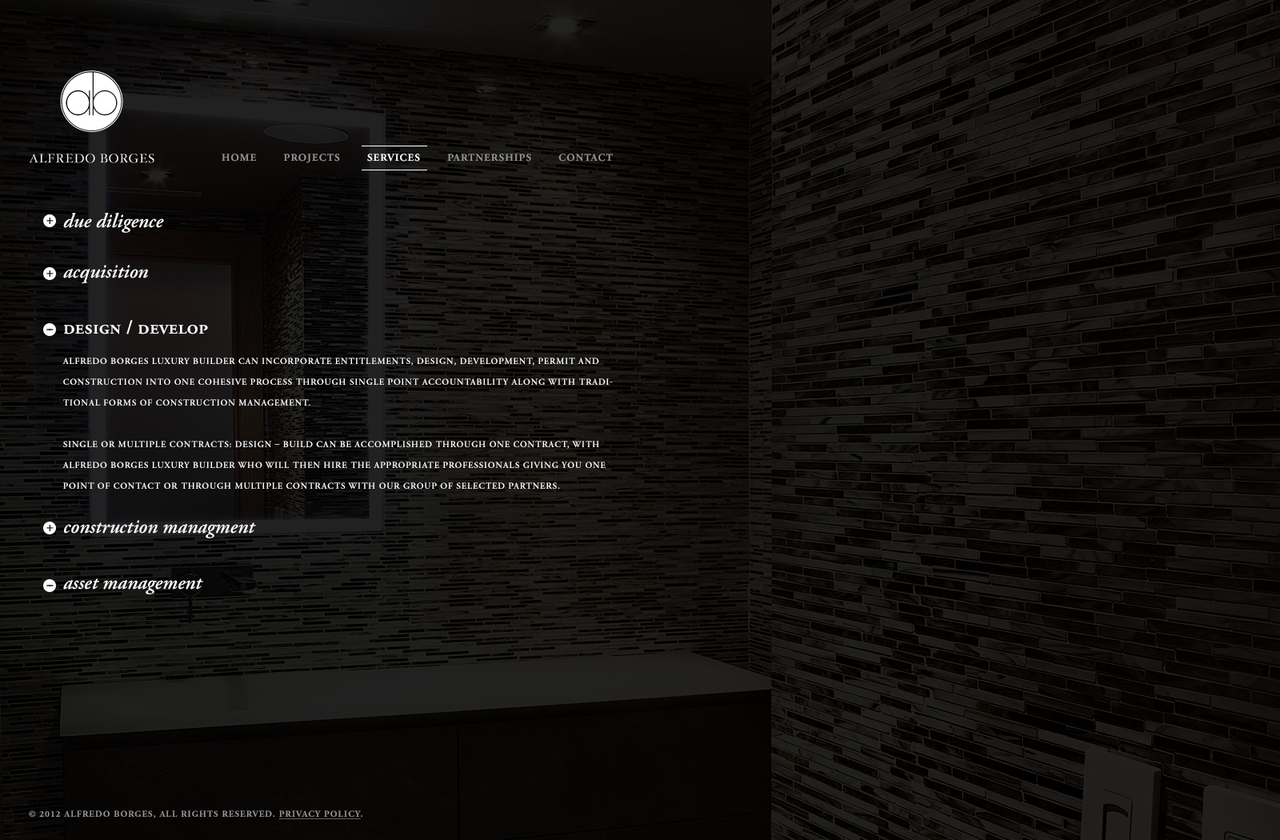 ab
ALFREDO BORGES
HOME PROJECTS SERVICES PARTNERSHIPS CONTACT
due diligence
acquisition
DESIGN / DEVELOP
ALFREDO BORGES LUXURY BUILDER CAN INCORPORATE ENTITLEMENTS, DESIGN, DEVELOPMENT, PERMIT AND
CONSTRUCTION INTO ONE COHESIVE PROCESS THROUGH SINGLE POINT ACCOUNTABILITY ALONG WITH TRADI-
TIONAL FORMS OF CONSTRUCTION MANAGEMENT.
SINGLE OR MULTIPLE CONTRACTS: DESIGN – BUILD CAN BE ACCOMPLISHED THROUGH ONE CONTRACT, WITH
ALFREDO BORGES LUXURY BUILDER WHO WILL THEN HIRE THE APPROPRIATE PROFESSIONALS GIVING YOU ONE
POINT OF CONTACT OR THROUGH MULTIPLE CONTRACTS WITH OUR GROUP OF SELECTED PARTNERS.
construction managment
asset management
© 2012 ALFREDO BORGES, ALL RIGHTS RESERVED. PRIVACY POLICY.